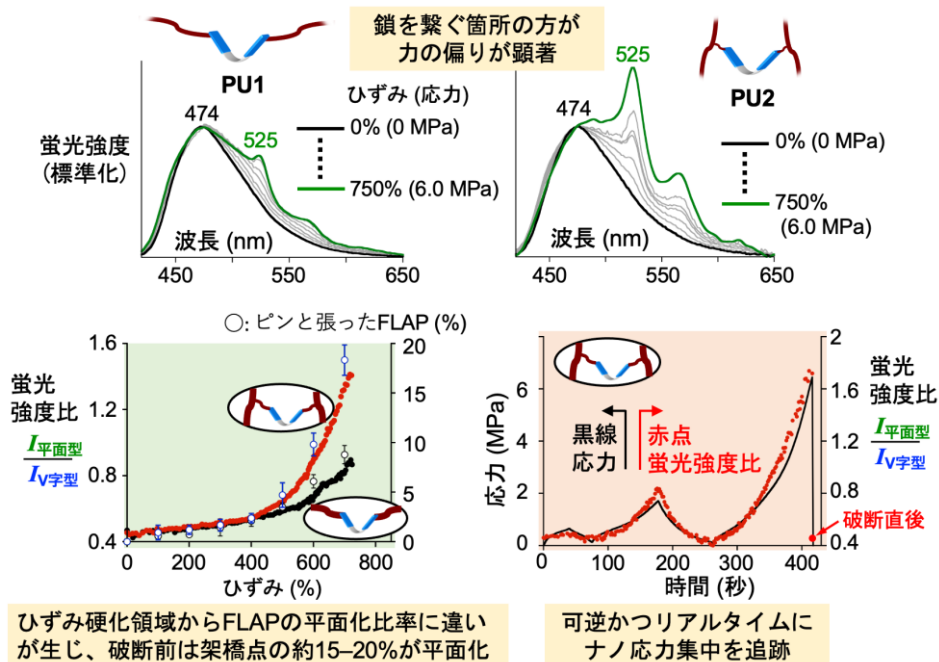 鎖を繋ぐ箇所の方が
力の偏りが顕著
PU1
ひずみ (応力)
474
525
0% (0 MPa)
750% (6.0 MPa)
蛍光強度
(標準化)
波長 (nm)
450
550
650
525
PU2
474
0% (0 MPa)
750%
(6.0 MPa)
波長 (nm)
450
550
650
○: ピンと張ったFLAP (%)
蛍光
強度比
I平面型
IV字型
1.6
1.2
0.8
0.4
20
15
10
5
0
0
200
400
600
800
ひずみ (%)
応力 (MPa)
6
4
2
0
黒線
応力
赤点
蛍光強度比
2
1.6
1.2
0.8
0.4
蛍光
強度比
I平面型
IV字型
破断直後
0
100
200
300
400
時間 (秒)
ひずみ硬化領域からFLAPの平面化比率に違い
が生じ、破断前は架橋点の約15–20%が平面化
可逆かつリアルタイムに
ナノ応力集中を追跡